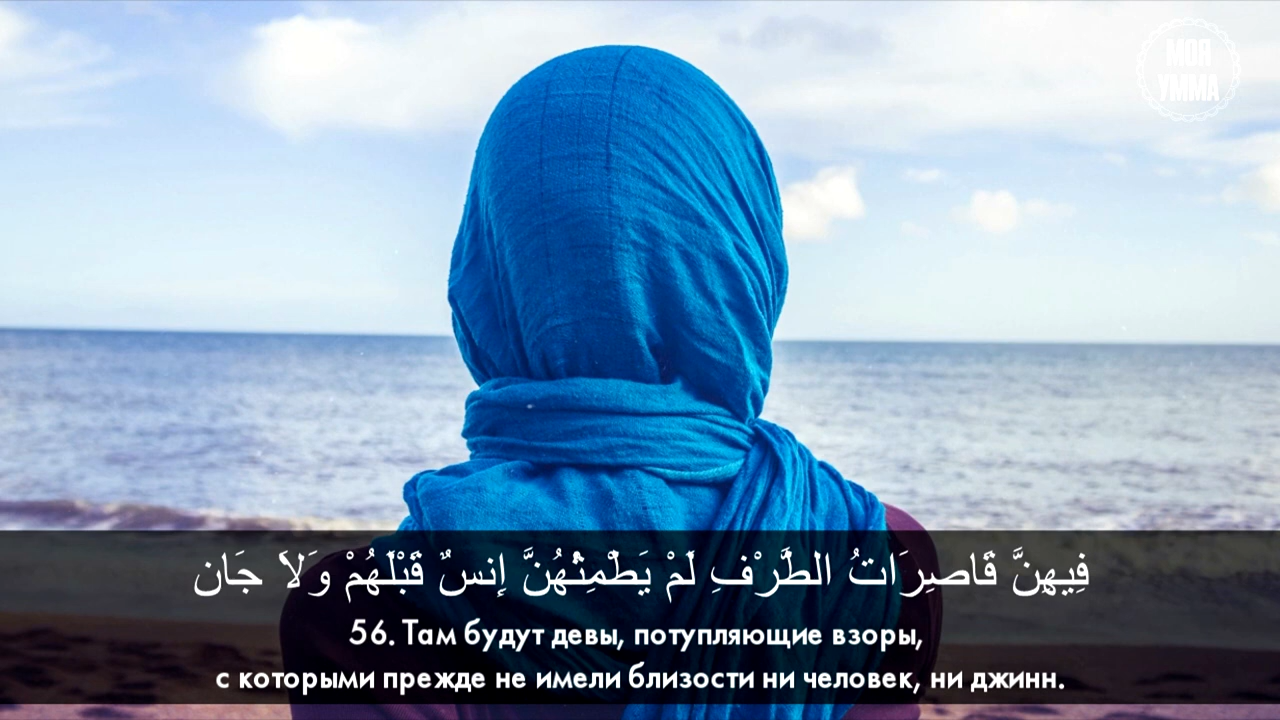 МОЯ
УММА
فِيهِنَّ قَاصِرَاتُ الطَّرْفِ لَمْ يَطْمِثْهُنَّ إِنسٌ قَبْلَهُمْ وَلَا جَان
56. Там будут девы, потупляющие взоры,
с которыми прежде не имели близости ни человек, ни джинн.